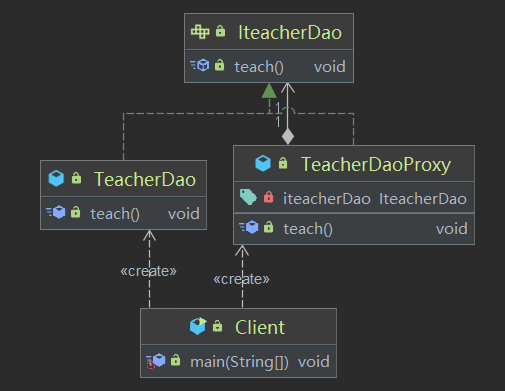 IteacherDao
teach() void
1
1
TeacherDao
teach() void
TeacherDaoProxy
iteacherDao IteacherDao
teach() void
«create»
«create»
Client
main(String[]) void